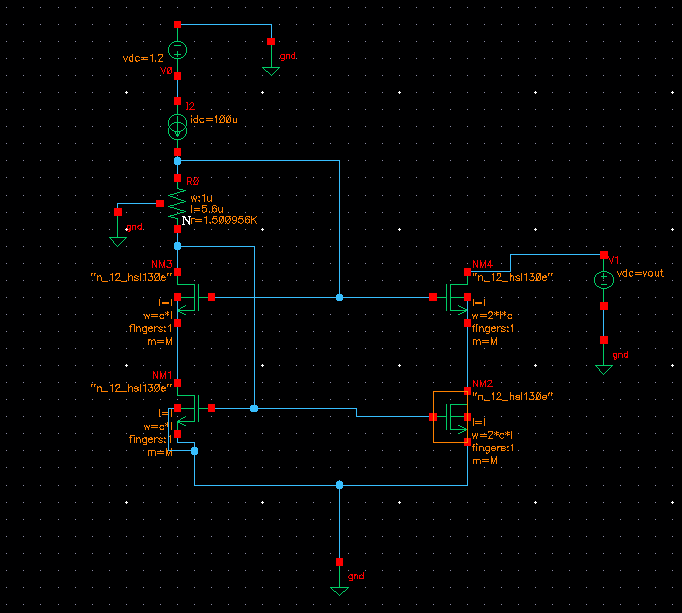 vdc=1.2
V0
gnd
I2
idc=100u
R0
w:1u
l=5.6u
r=1.500956K
gnd
NM3
"n_12_hsl130e"
l=l
w=c*l
fingers:1
m=M
NM4
"n_12_hsl130e"
w=2*l*c
fingers:1
m=M
V1
vdc=vout
gnd
NM1
"n_12_hsl130e"
w=c*l
fingers:1
m=M
NM2
"n_12_hsl130e"
w=2*c*l
fingers:1
m=M
gnd